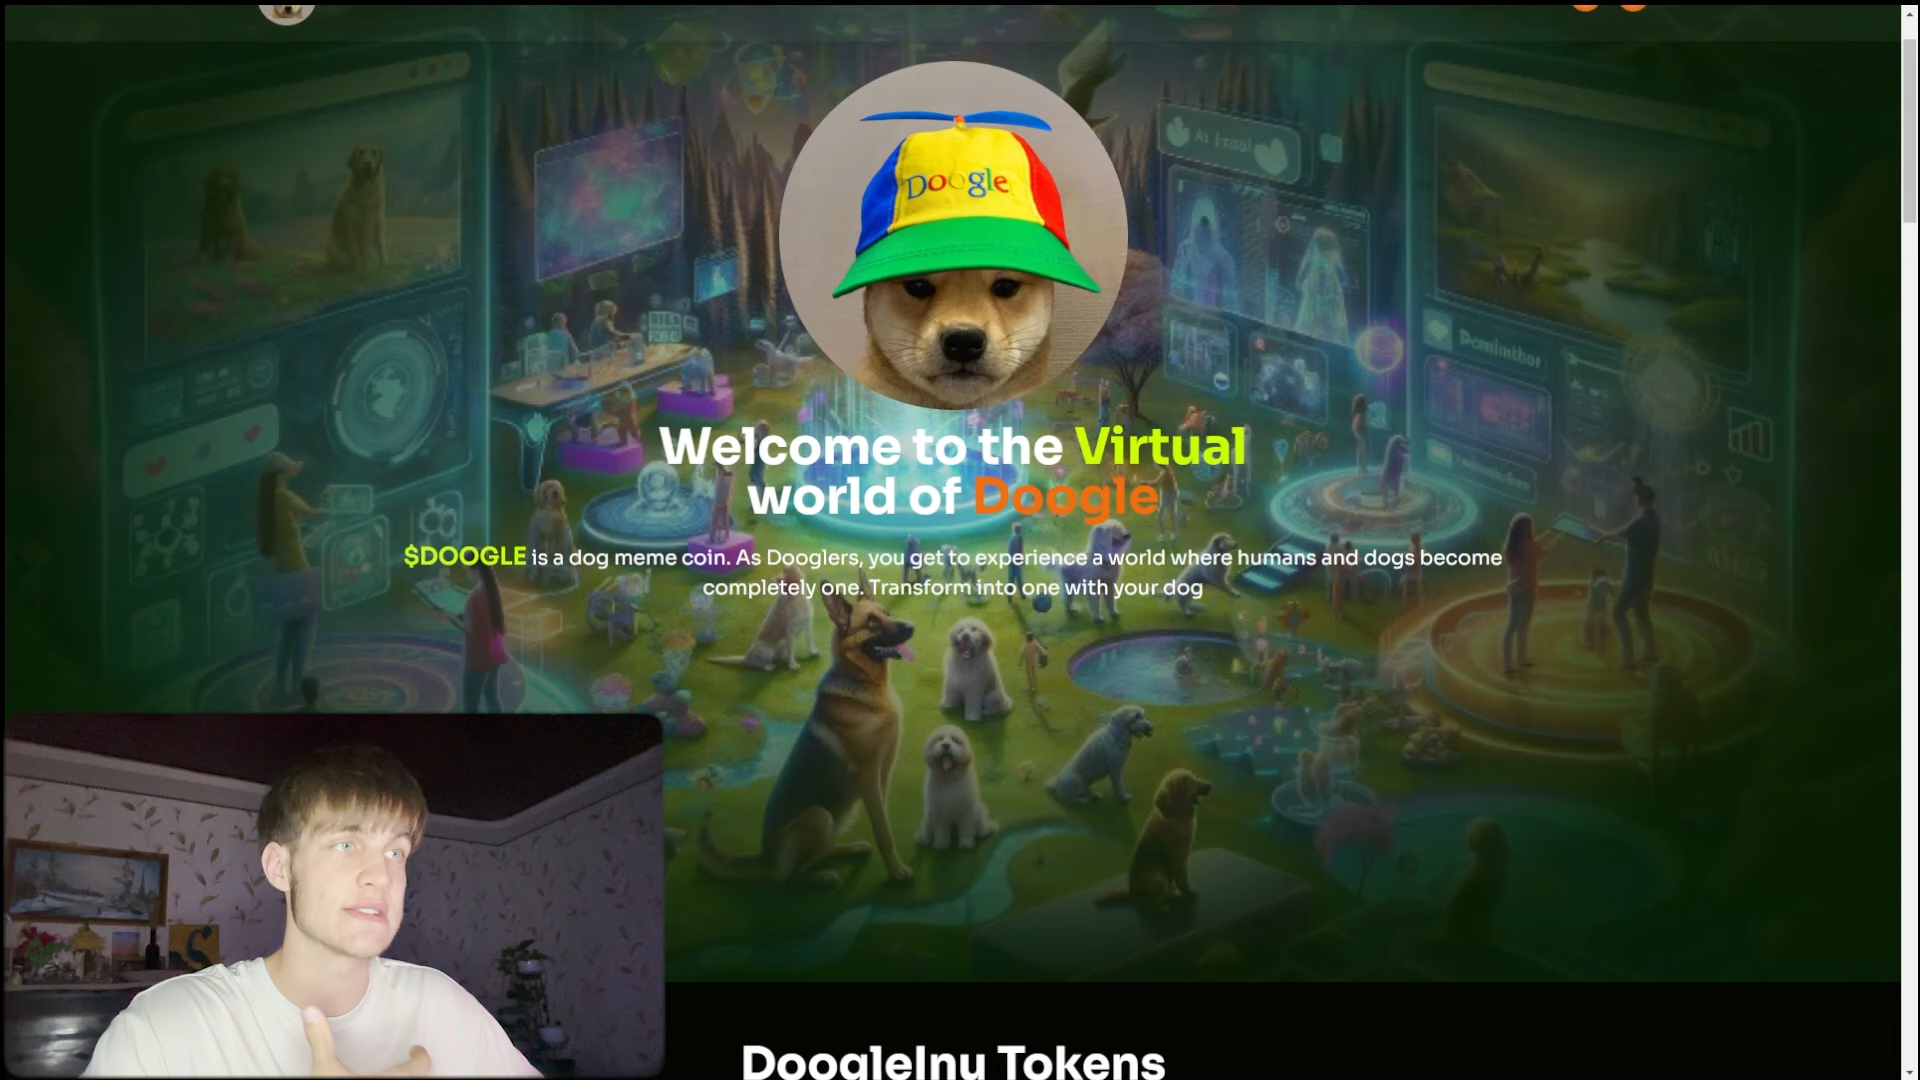 Doogle
Welcome to the Virtual
world of Doogle
$DOOGLE is a dog meme coin. As Dooglers, you get to experience a world where humans and dogs become
completely one. Transform into one with your dog
DoogleInu Tokens